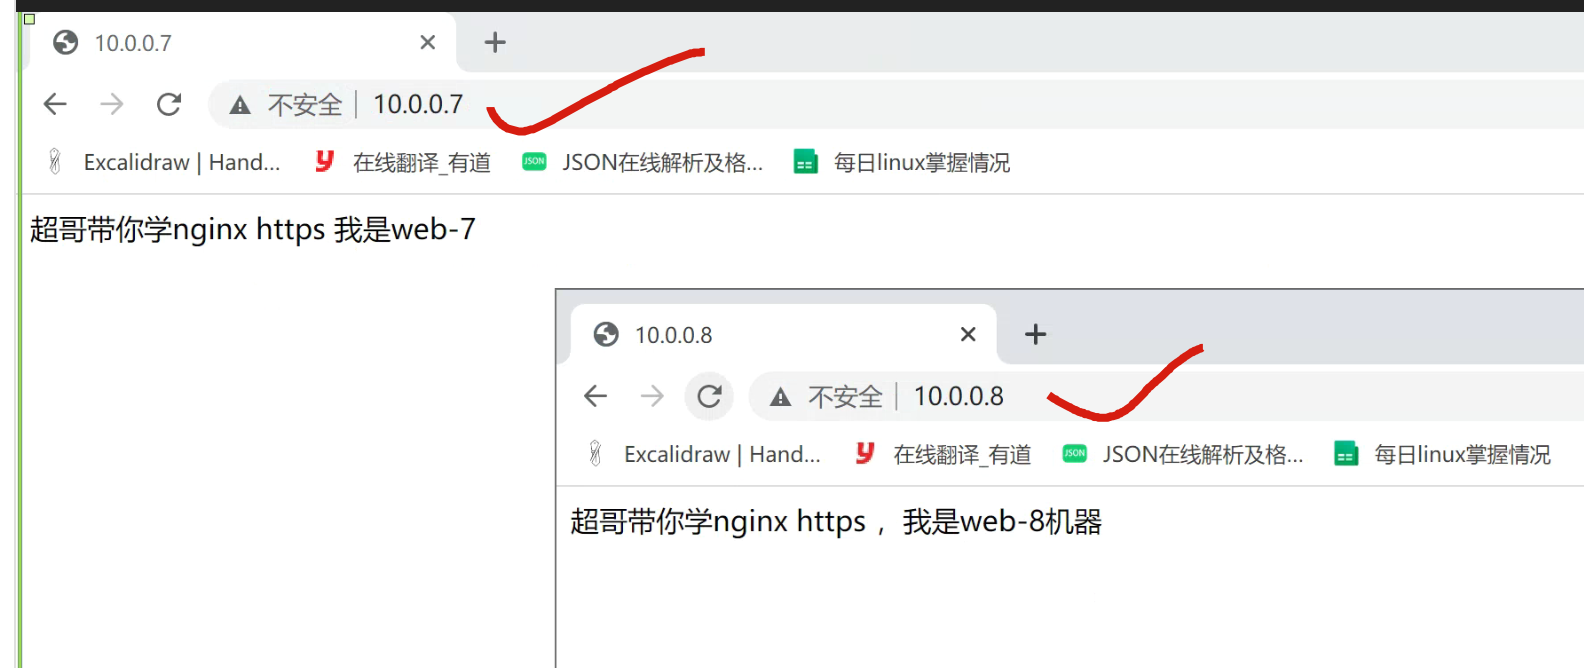 10.0.0.7
不安全 10.0.0.7
Excalidraw | Hand... 在线翻译_有道 JSON JSON在线解析及格... 每日linux掌握情况
超哥带你学nginx https 我是web-7
10.0.0.8
不安全 10.0.0.8
Excalidraw | Hand... 在线翻译_有道 JSON JSON在线解析及格... 每日linux掌握情况
超哥带你学nginx https ，我是web-8机器